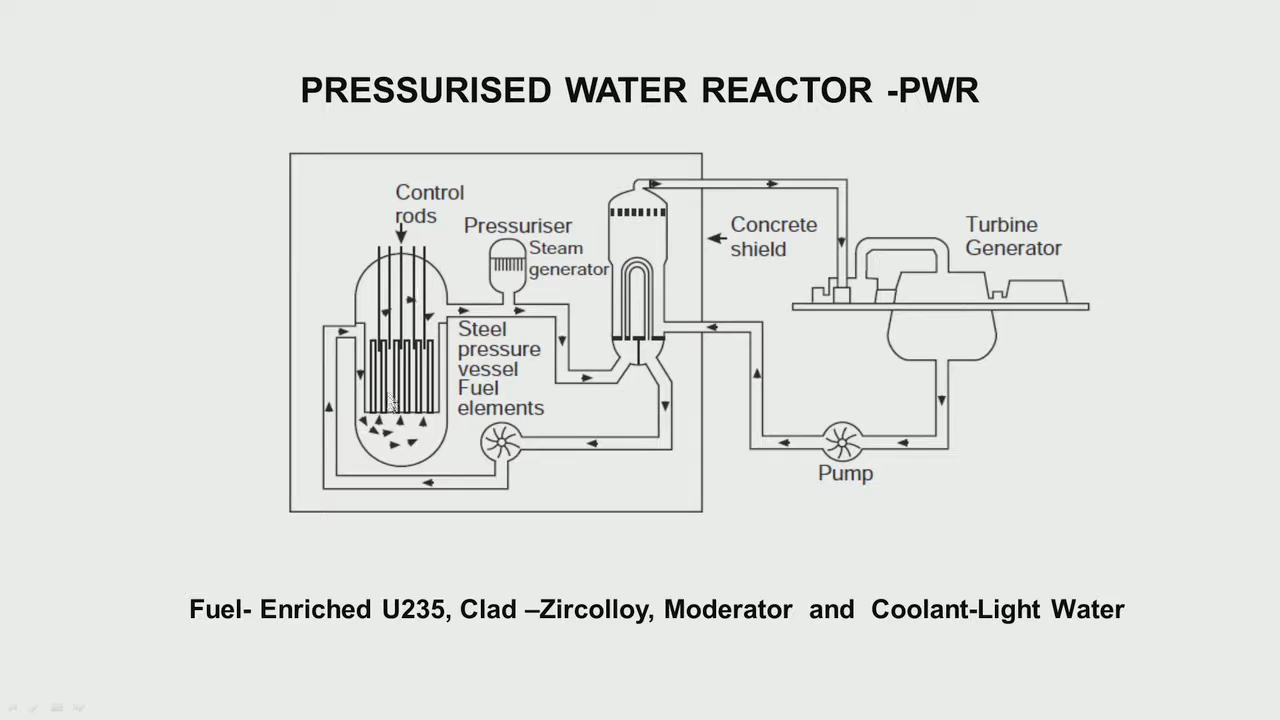 PRESSURISED WATER REACTOR -PWR
Control
rods
Pressuriser
Steam
generator
Concrete
shield
Turbine
Generator
Steel
pressure
vessel
Fuel
elements
Pump
Fuel- Enriched U235, Clad –Zircolloy, Moderator and Coolant-Light Water